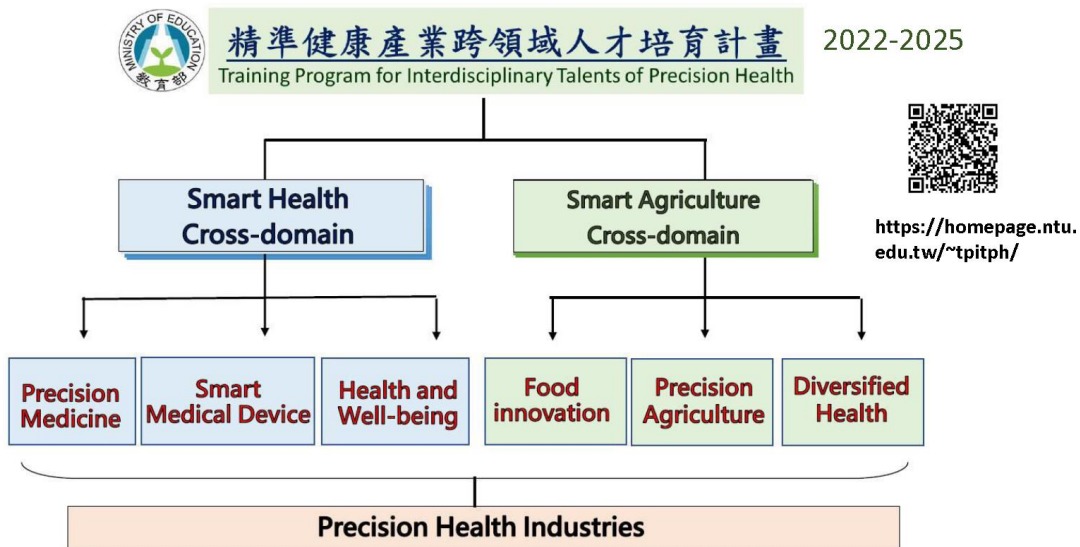 MINISTRY OF EDUCATION
教育部
精準健康產業跨領域人才培育計畫
2022-2025
Training Program for Interdisciplinary Talents of Precision Health
Smart Health
Cross-domain
Smart Agriculture
Cross-domain
https://homepage.ntu.
edu.tw/~tpitph/
Precision
Medicine
Smart
Medical Device
Health and
Well-being
Food
innovation
Precision
Agriculture
Diversified
Health
Precision Health Industries